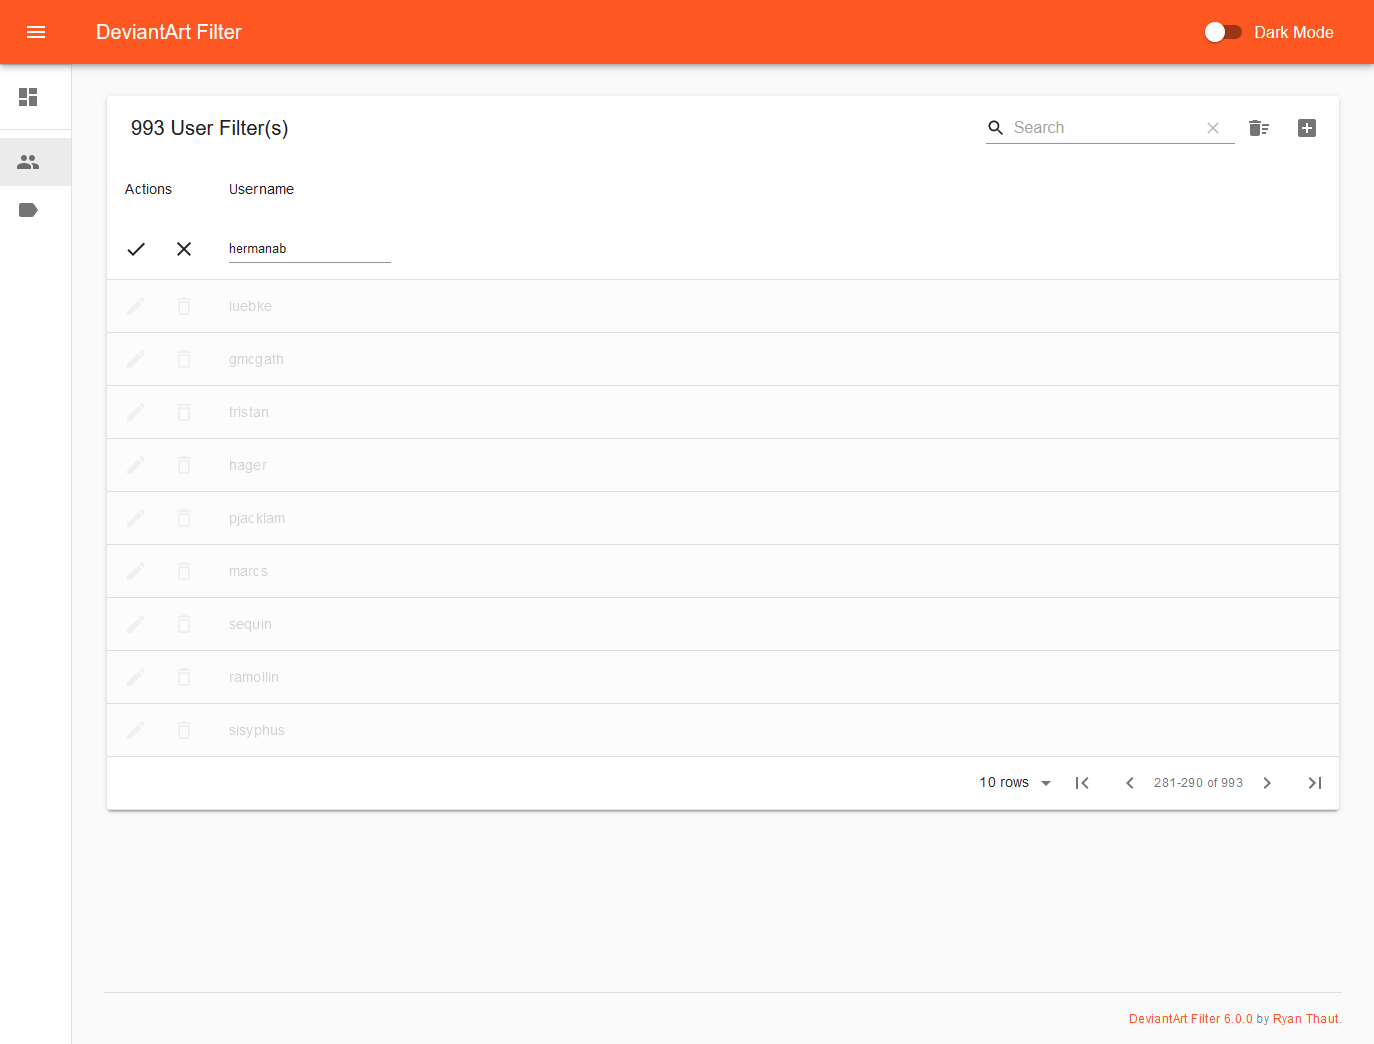 DeviantArt Filter
Dark Mode
993 User Filter(s)
Search
Actions Username
hermanab
luebke
gmcgath
tristan
hager
pjacklam
marcs
sequin
ramollin
sisyphus
10 rows 281-290 of 993
DeviantArt Filter 6.0.0 by Ryan Thaut.